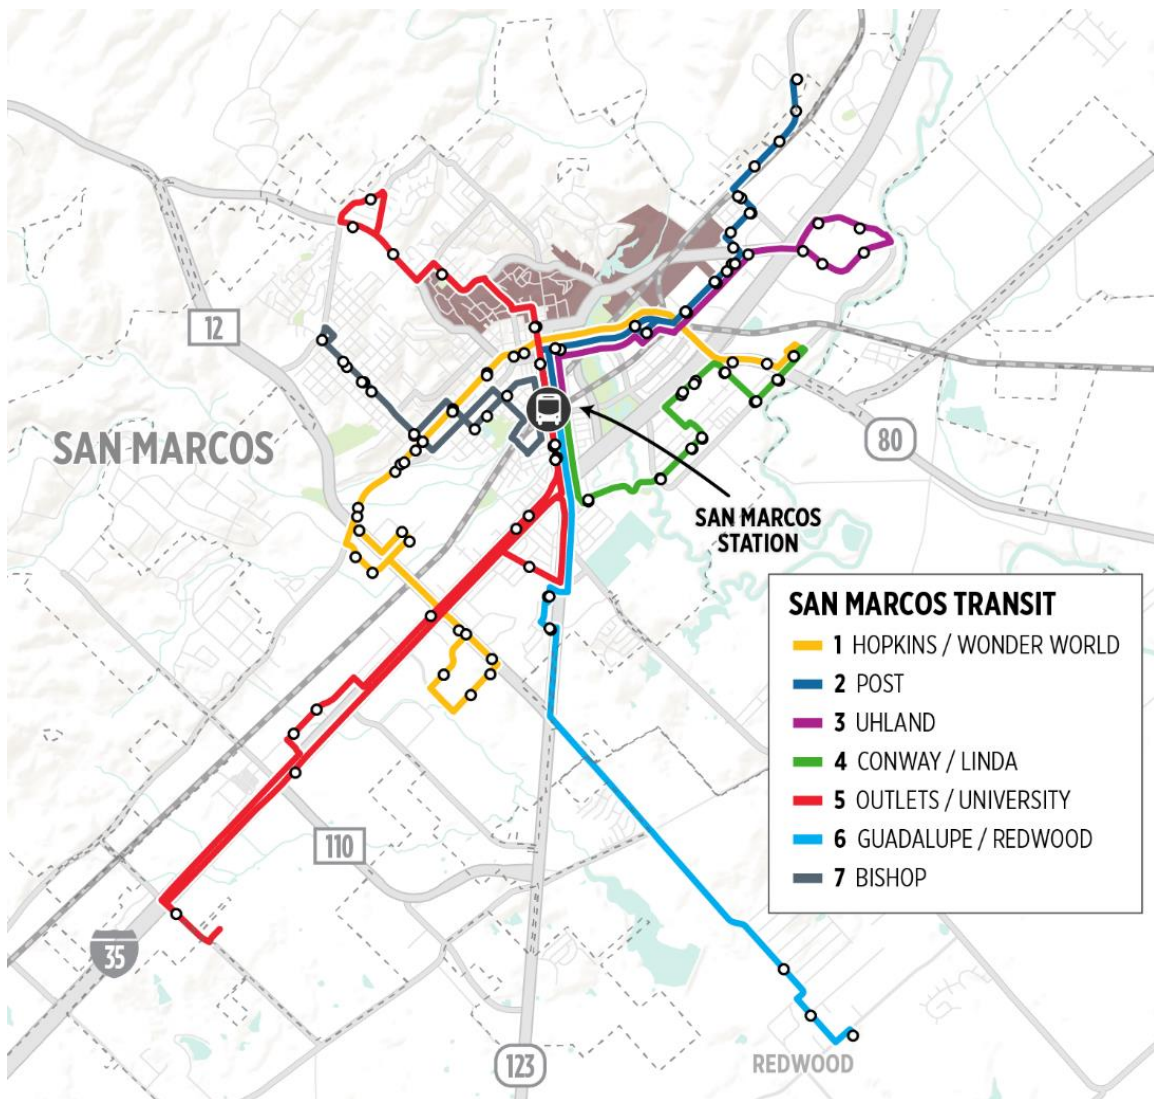 12
SAN MARCOS
80
SAN MARCOS
STATION
SAN MARCOS TRANSIT
1 HOPKINS / WONDER WORLD
2 POST
3 UHLAND
4 CONWAY / LINDA
5 OUTLETS / UNIVERSITY
6 GUADALUPE / REDWOOD
7 BISHOP
110
35
123
REDWOOD